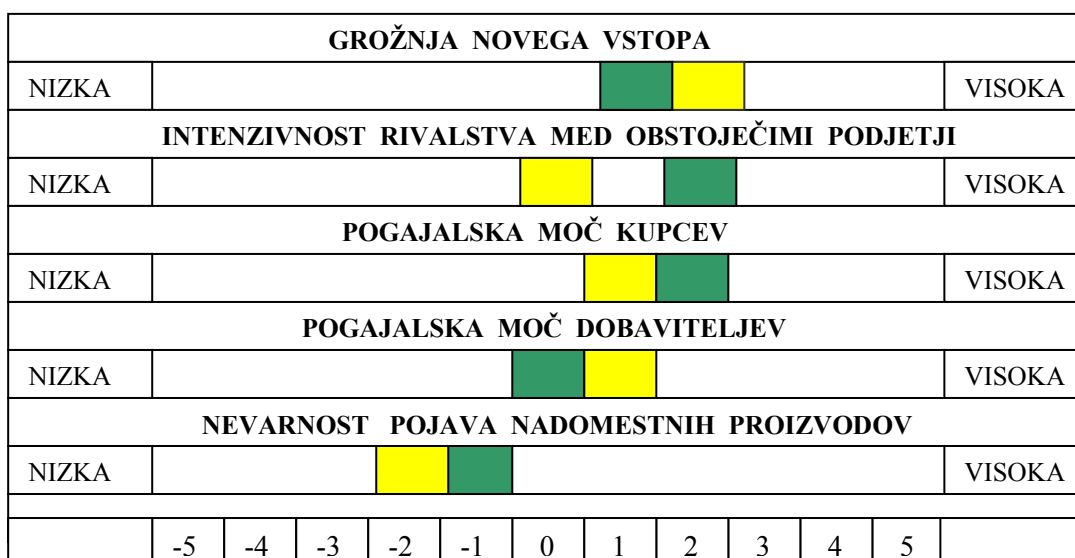 GROŽNJA NOVEGA VSTOPA
NIZKA VISOKA
INTENZIVNOST RIVALSTVA MED OBSTOJEČIMI PODJETJI
NIZKA VISOKA
POGAJALSKA MOČ KUPCEV
NIZKA VISOKA
POGAJALSKA MOČ DOBAVITELJEV
NIZKA VISOKA
NEVARNOST POJAVA NADOMESTNIH PROIZVODOV
NIZKA VISOKA
-5 -4 -3 -2 -1 0 1 2 3 4 5